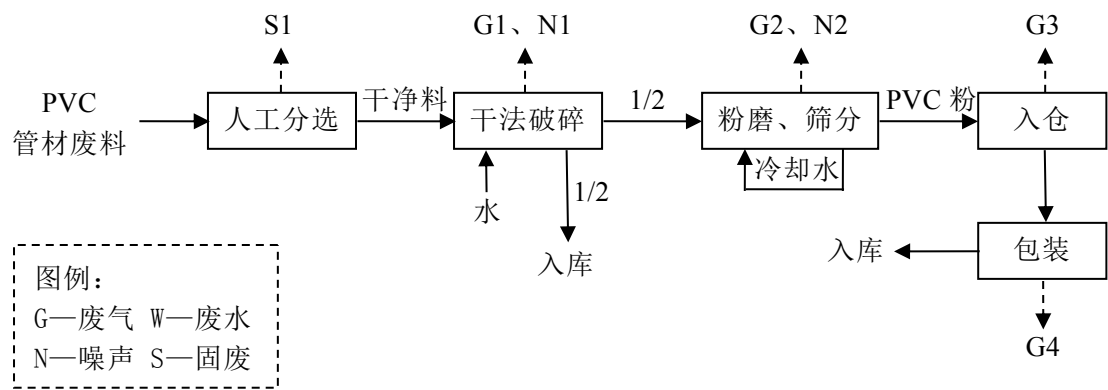 S1
G1、N1
G2、N2
G3
PVC
管材废料
人工分选
干净料
干法破碎
1/2
粉磨、筛分
PVC 粉
入仓
冷却水
水
1/2
入库
入库
包装
G4
图例：
G—废气 W—废水
N—噪声 S—固废